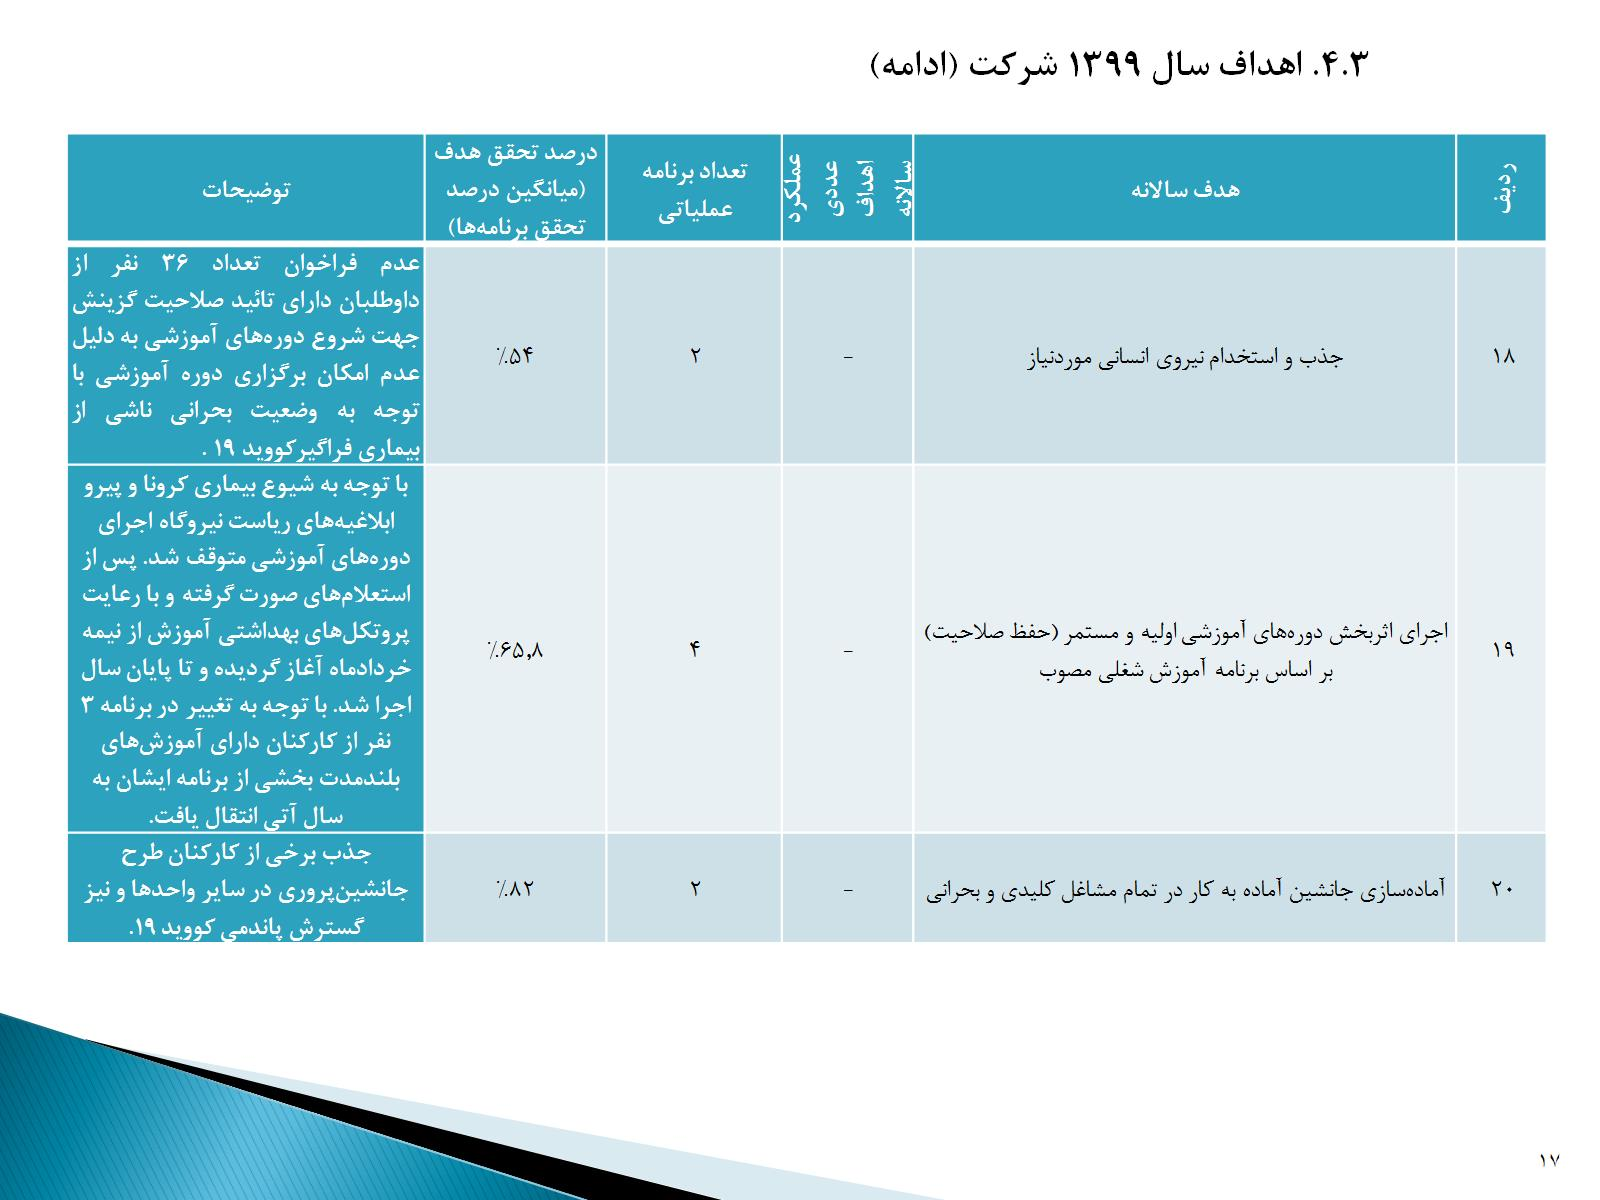 ۴.۳. اهداف سال ۱۳۹۹ شرکت (ادامه)
ردیف
هدف سالانه
عملکرد
عددی
اهداف
سالانه
تعداد برنامه
عملیاتی
درصد تحقق هدف
(میانگین درصد
تحقق برنامه‌ها)
توضیحات
۱۸
جذب و استخدام نیروی انسانی موردنیاز
-
۲
۵۴٪
عدم فراخوان تعداد ۳۶ نفر از
داوطلبان دارای تائید صلاحیت گزینش
جهت شروع دوره‌های آموزشی به دلیل
عدم امکان برگزاری دوره آموزشی با
توجه به وضعیت بحرانی ناشی از
بیماری فراگیرکووید ۱۹ .
۱۹
اجرای اثربخش دوره‌های آموزشی اولیه و مستمر (حفظ صلاحیت)
بر اساس برنامه آموزش شغلی مصوب
-
۴
۶۵,۸٪
با توجه به شیوع بیماری کرونا و پیرو
ابلاغیه‌های ریاست نیروگاه اجرای
دوره‌های آموزشی متوقف شد. پس از
استعلام‌های صورت گرفته و با رعایت
پروتکل‌های بهداشتی آموزش از نیمه
خردادماه آغاز گردیده و تا پایان سال
اجرا شد. با توجه به تغییر در برنامه ۳
نفر از کارکنان دارای آموزش‌های
بلندمدت بخشی از برنامه ایشان به
سال آتی انتقال یافت.
۲۰
آماده‌سازی جانشین آماده به کار در تمام مشاغل کلیدی و بحرانی
-
۲
۸۲٪
جذب برخی از کارکنان طرح
جانشین‌پروری در سایر واحدها و نیز
گسترش پاندمی کووید ۱۹.
۱۷